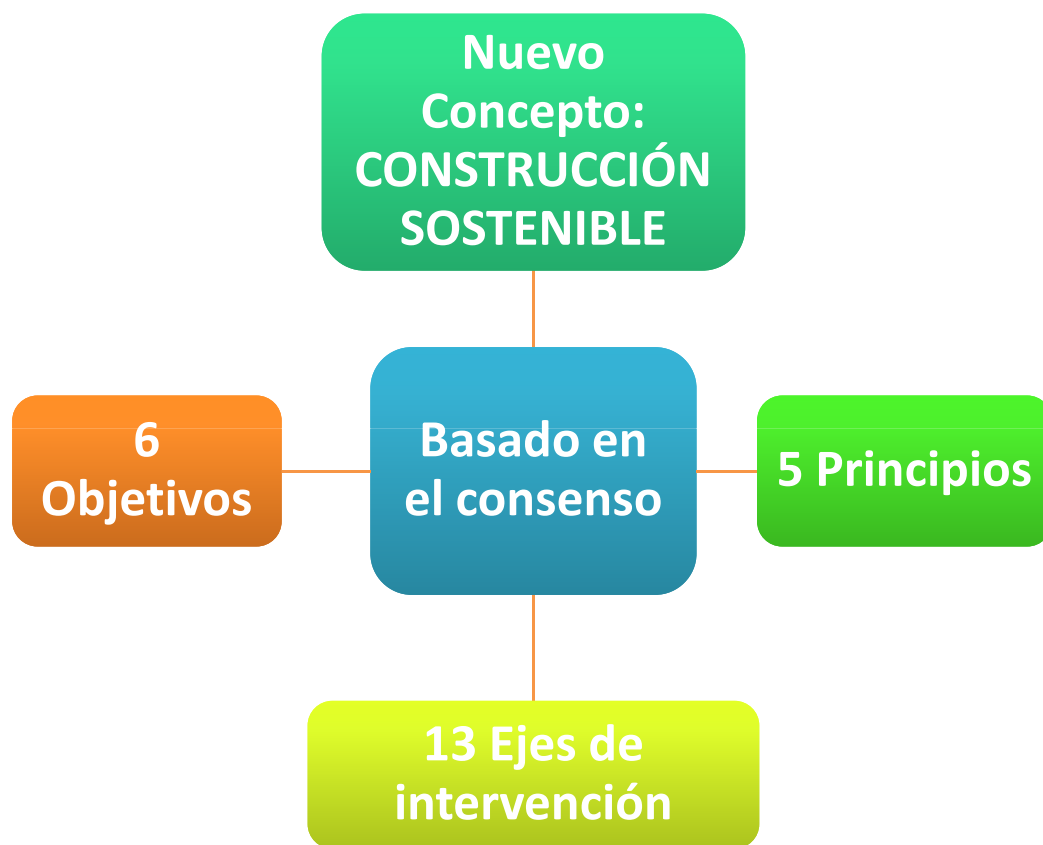 Nuevo
Concepto:
CONSTRUCCIÓN
SOSTENIBLE
6
Objetivos
Basado en
el consenso
5 Principios
13 Ejes de
intervención